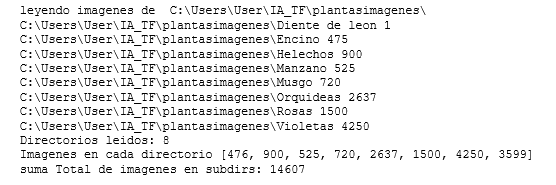 leyendo imagenes de  C:\Users\User\IA_TF\plantasimagenes\
C:\Users\User\IA_TF\plantasimagenes\Diente de leon 1
C:\Users\User\IA_TF\plantasimagenes\Encino 475
C:\Users\User\IA_TF\plantasimagenes\Helechos 900
C:\Users\User\IA_TF\plantasimagenes\Manzano 525
C:\Users\User\IA_TF\plantasimagenes\Musgo 720
C:\Users\User\IA_TF\plantasimagenes\Orquideas 2637
C:\Users\User\IA_TF\plantasimagenes\Rosas 1500
C:\Users\User\IA_TF\plantasimagenes\Violetas 4250
Directorios leidos: 8
Imagenes en cada directorio [476, 900, 525, 720, 2637, 1500, 4250, 3599]
suma Total de imagenes en subdirs: 14607